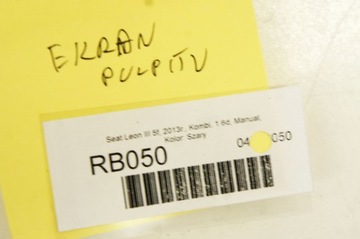 EKRAN
PULPITU
Seat Leon III 5f, 2013r., Kombi, 1.6d, Manual,
Kolor: Szary
RB050 04 050